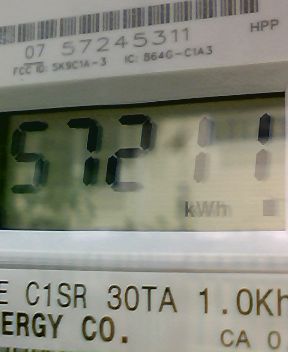 07 57245311
HPP
FCC ID: SK9C1A-3 IC: 864G-C1A3
57211
kWh
E C1SR 30TA 1.0Kh
ERGY CO.
CA 0